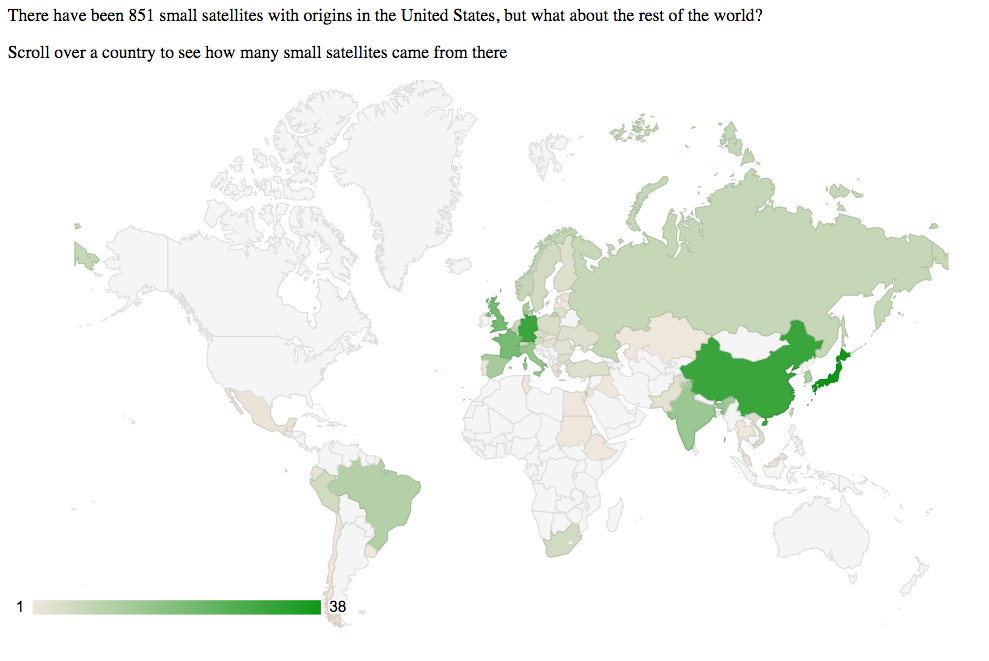 There have been 851 small satellites with origins in the United States, but what about the rest of the world?
Scroll over a country to see how many small satellites came from there
1 38